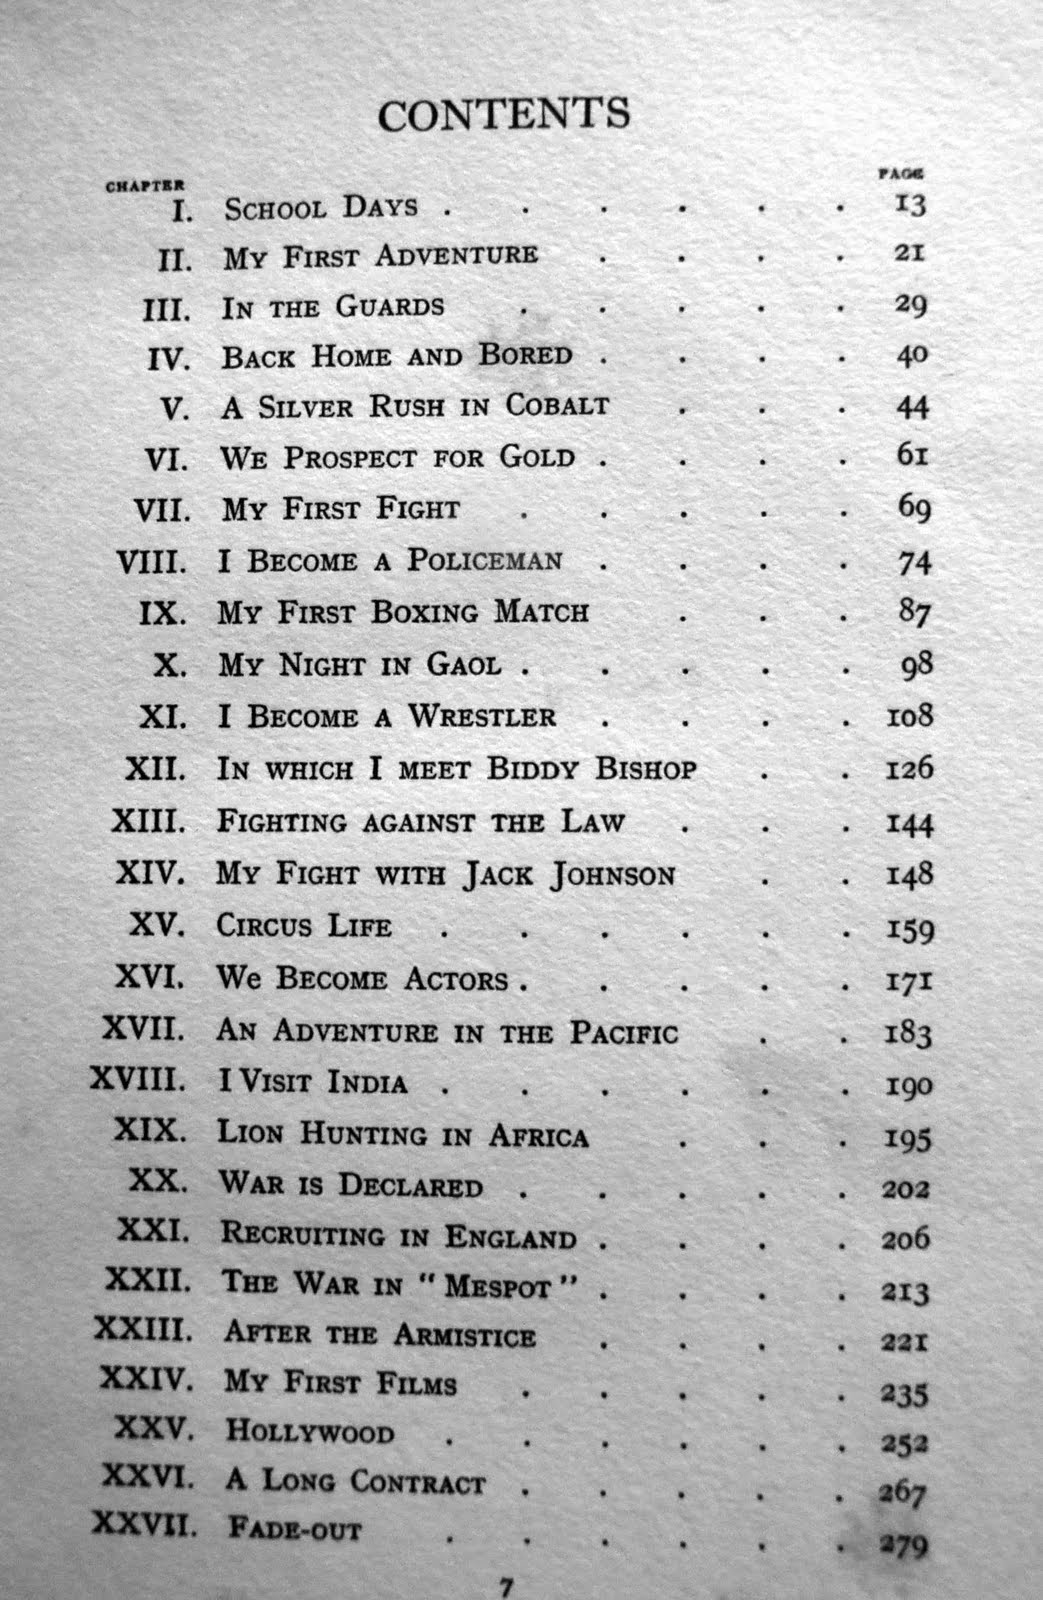 CONTENTS
CHAPTER PAGE
I. SCHOOL DAYS . . . . . . 13
II. MY FIRST ADVENTURE . . . . 21
III. IN THE GUARDS . . . . . 29
IV. BACK HOME AND BORED . . . . 40
V. A SILVER RUSH IN COBALT . . . 44
VI. WE PROSPECT FOR GOLD . . . . 61
VII. MY FIRST FIGHT . . . . . 69
VIII. I BECOME A POLICEMAN . . . . 74
IX. MY FIRST BOXING MATCH . . . 87
X. MY NIGHT IN GAOL . . . . . 98
XI. I BECOME A WRESTLER . . . . 108
XII. IN WHICH I MEET BIDDY BISHOP . . 126
XIII. FIGHTING AGAINST THE LAW . . . 144
XIV. MY FIGHT WITH JACK JOHNSON . . 148
XV. CIRCUS LIFE . . . . . . 159
XVI. We BECOME ACTORS . . . . . 171
XVII. AN ADVENTURE IN THE PACIFIC . . 183
XVIII. I VISIT INDIA . . . . . . 190
XIX. LION HUNTING IN AFRICA . . . 195
XX. WAR IS DECLARED . . . . . 202
XXI. RECRUITING IN ENGLAND . . . . 206
XXII. THE WAR IN "MESPOT" . . . . 213
XXIII. AFTER THE ARMISTICE . . . . 221
XXIV. MY FIRST FILMS . . . . . 235
XXV. HOLLYWOOD . . . . . . 252
XXVI. A LONG CONTRACT . . . . . 267
XXVII. FADE-OUT . . . . . . 279
7